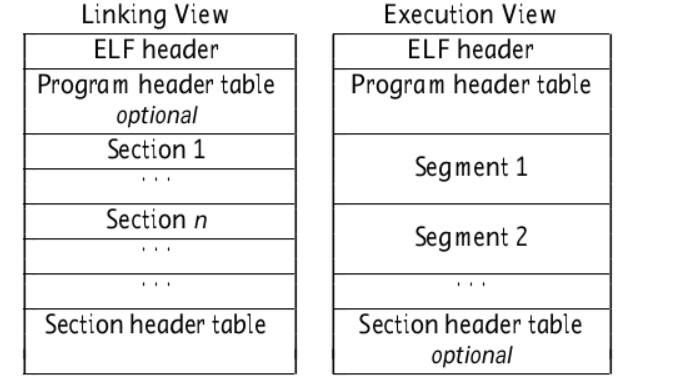 Linking View
ELF header
Program header table
optional
Section 1
. . .
Section n
. . .
. . .
Section header table
Execution View
ELF header
Program header table
Segment 1
Segment 2
. . .
Section header table
optional